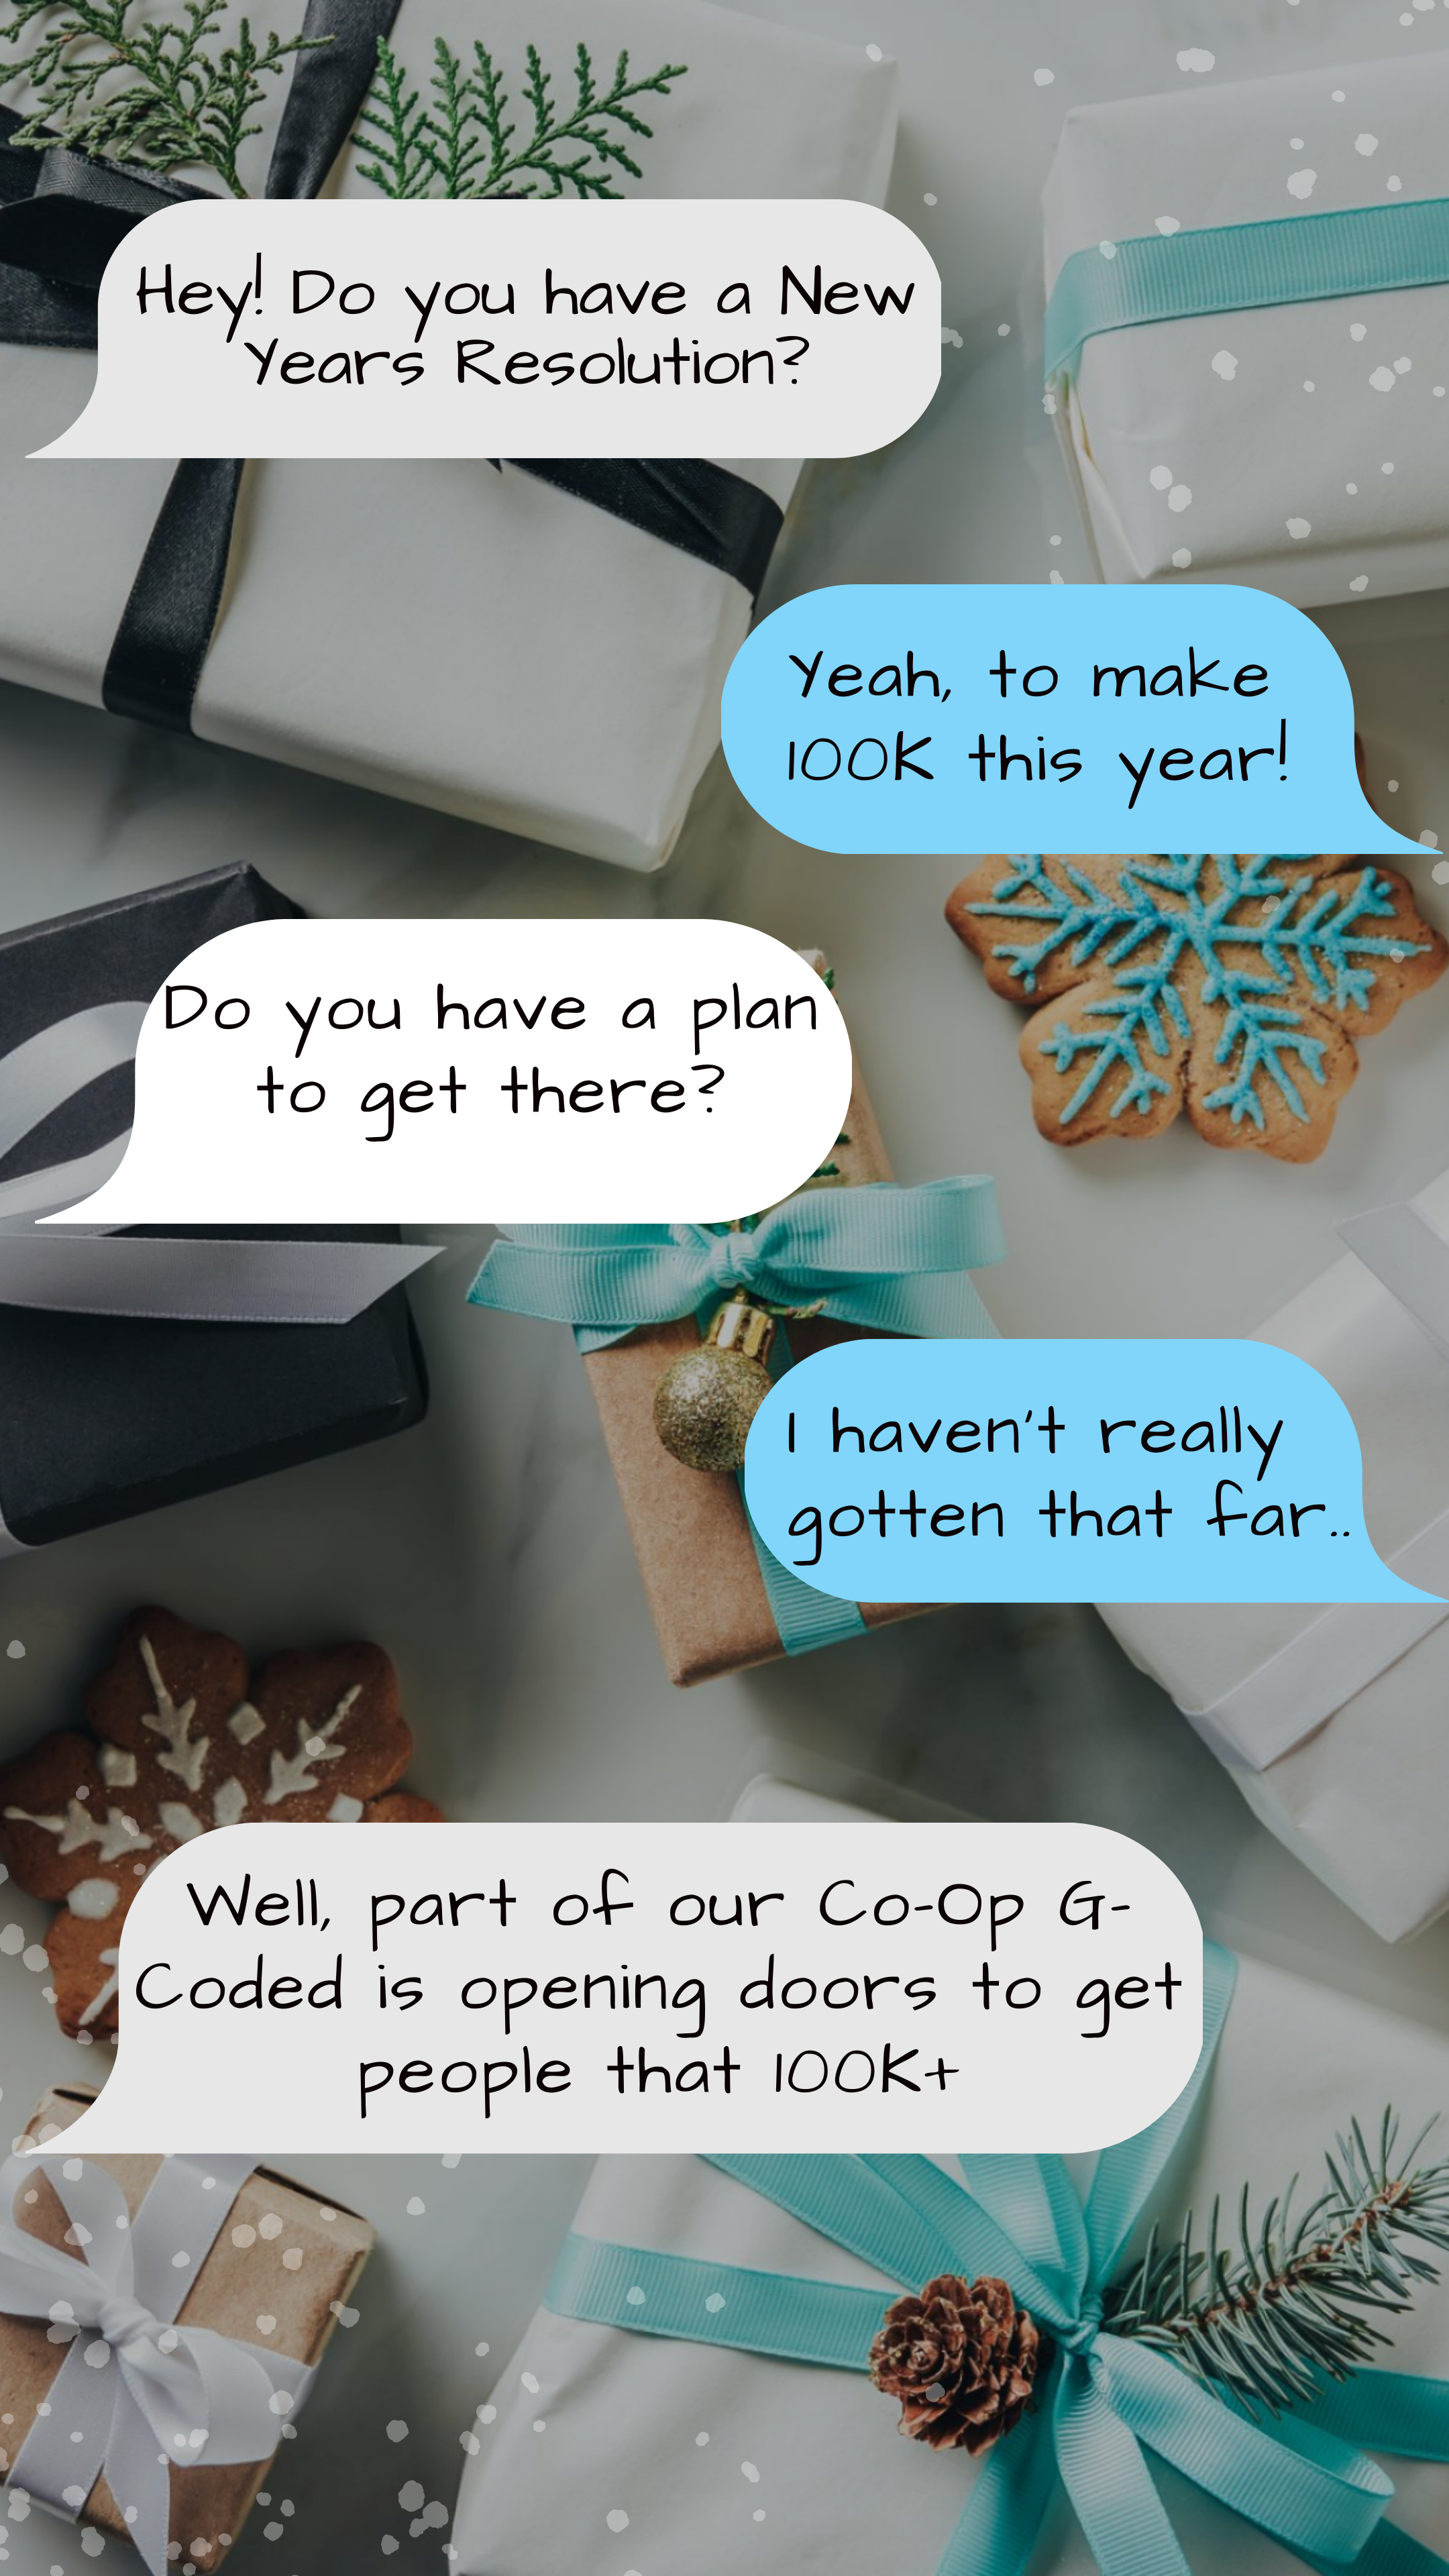 Hey! Do you have a New
Years Resolution?
Yeah, to make
100K this year!
Do you have a plan
to get there?
I haven't really
gotten that far..
Well, part of our Co-Op G-
Coded is opening doors to get
people that 100K+